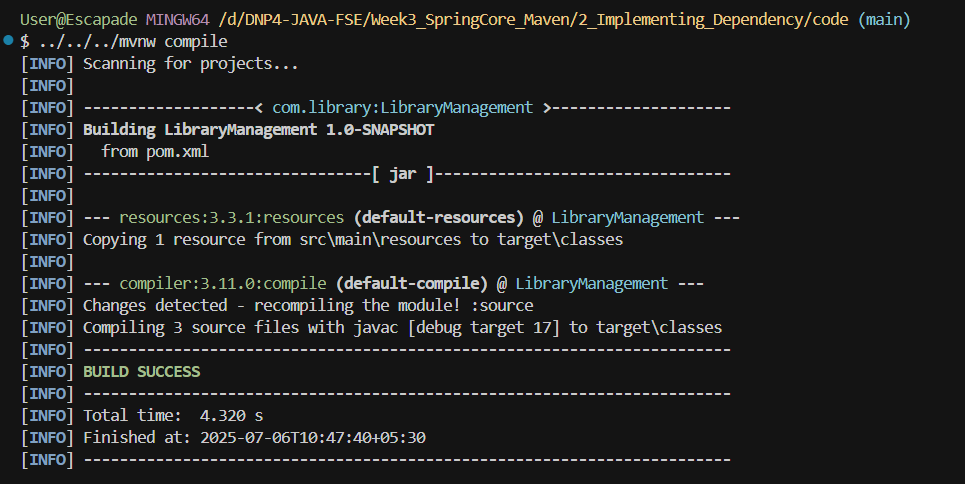 User@Escapade MINGW64 /d/DNP4-JAVA-FSE/Week3_SpringCore_Maven/2_Implementing_Dependency/code (main)
$ ../../../mvnw compile
[INFO] Scanning for projects...
[INFO]
[INFO] -------------------< com.library:LibraryManagement >--------------------
[INFO] Building LibraryManagement 1.0-SNAPSHOT
[INFO]   from pom.xml
[INFO] --------------------------------[ jar ]---------------------------------
[INFO]
[INFO] --- resources:3.3.1:resources (default-resources) @ LibraryManagement ---
[INFO] Copying 1 resource from src\main\resources to target\classes
[INFO]
[INFO] --- compiler:3.11.0:compile (default-compile) @ LibraryManagement ---
[INFO] Changes detected - recompiling the module! :source
[INFO] Compiling 3 source files with javac [debug target 17] to target\classes
[INFO] ------------------------------------------------------------------------
[INFO] BUILD SUCCESS
[INFO] ------------------------------------------------------------------------
[INFO] Total time:  4.320 s
[INFO] Finished at: 2025-07-06T10:47:40+05:30
[INFO] ------------------------------------------------------------------------